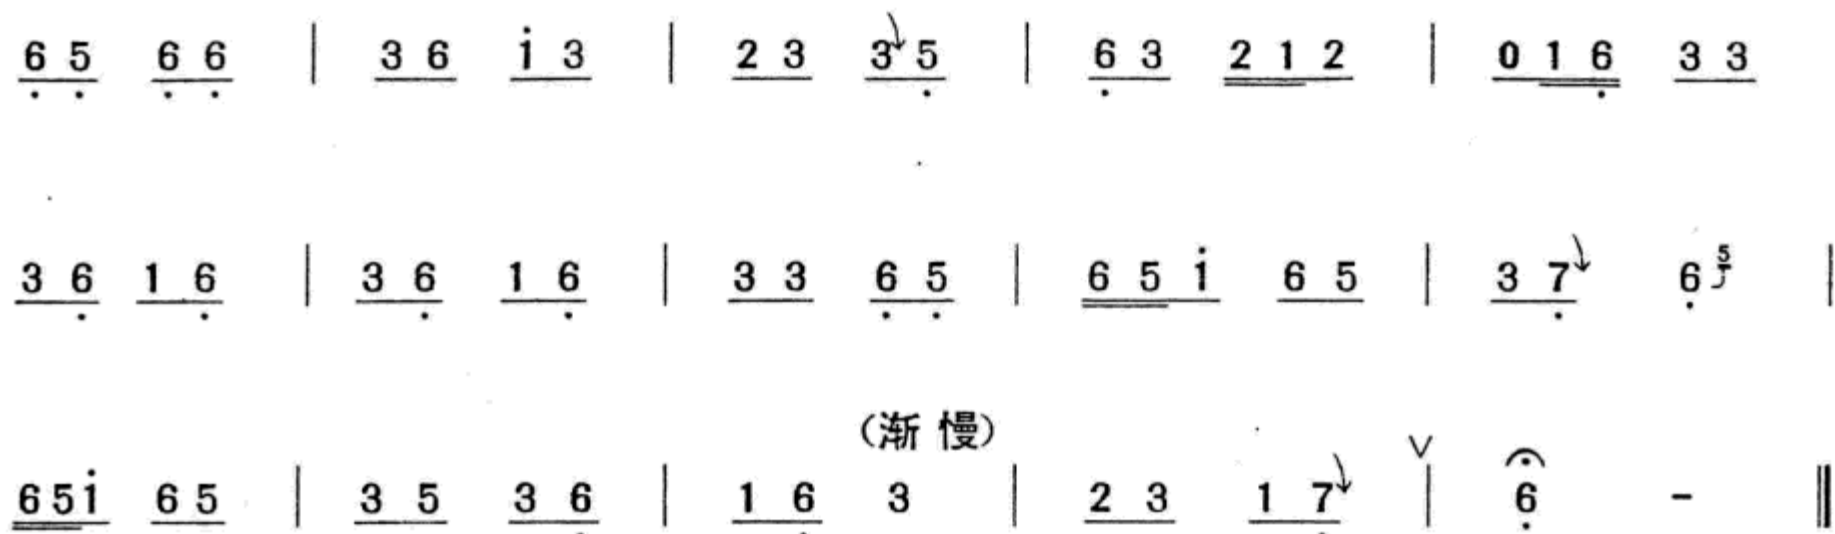 6̣ 5̣ 6̣ 6̣ | 3 6 i̇ 3 | 2 3 3↘ 5̣ | 6̣ 3 2 1 2 | 0 1 6̣ 3 3
3 6̣ 1 6̣ | 3 6̣ 1 6̣ | 3 3 6̣ 5̣ | 6 5 i̇ 6 5 | 3 7̣↘ 6̣ ⁵ |
(渐 慢)
6 5 i̇ 6 5 | 3 5 3 6̣ | 1 6̣ 3 | 2 3 1 7̣↘ ∨ | 6̣ - ‖